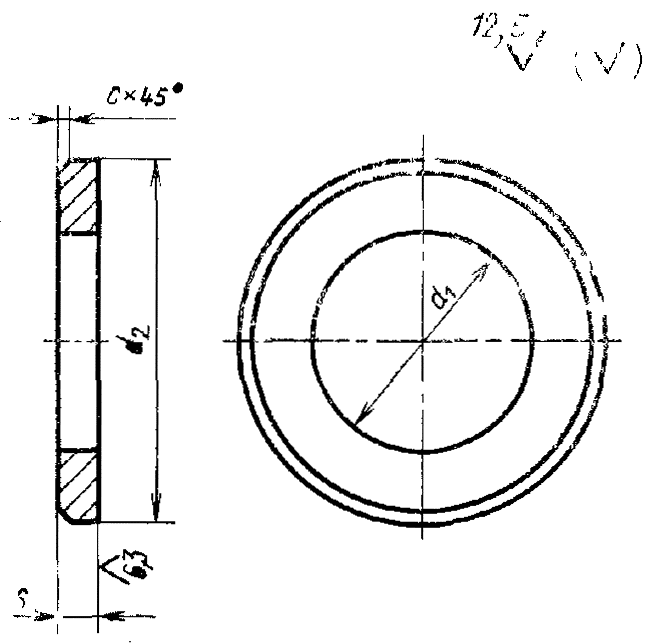 12,5 (√)
c×45°
d₂
d₁
6,3
s